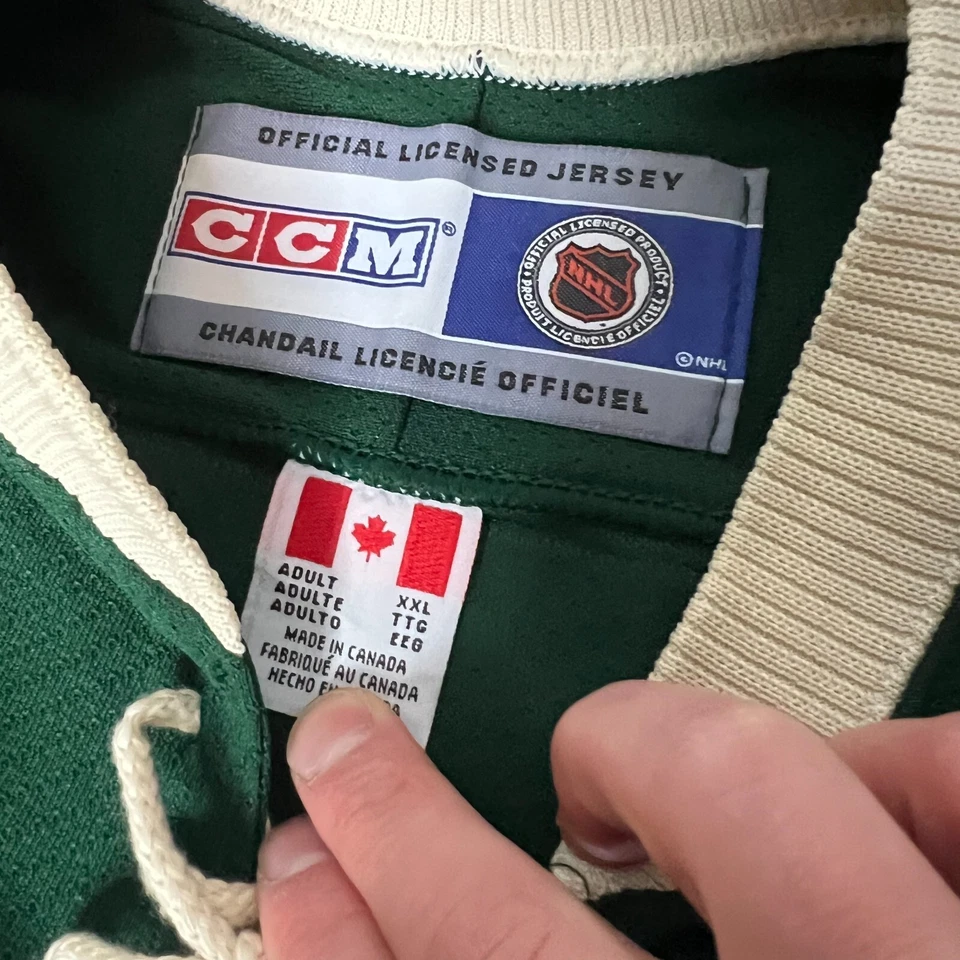 OFFICIAL LICENSED JERSEY
CCM®
OFFICIAL LICENSED PRODUCT
NHL
PRODUIT LICENCIÉ OFFICIEL
©NHL
CHANDAIL LICENCIÉ OFFICIEL
ADULT XXL
ADULTE TTG
ADULTO EEG
MADE IN CANADA
FABRIQUÉ AU CANADA
HECHO